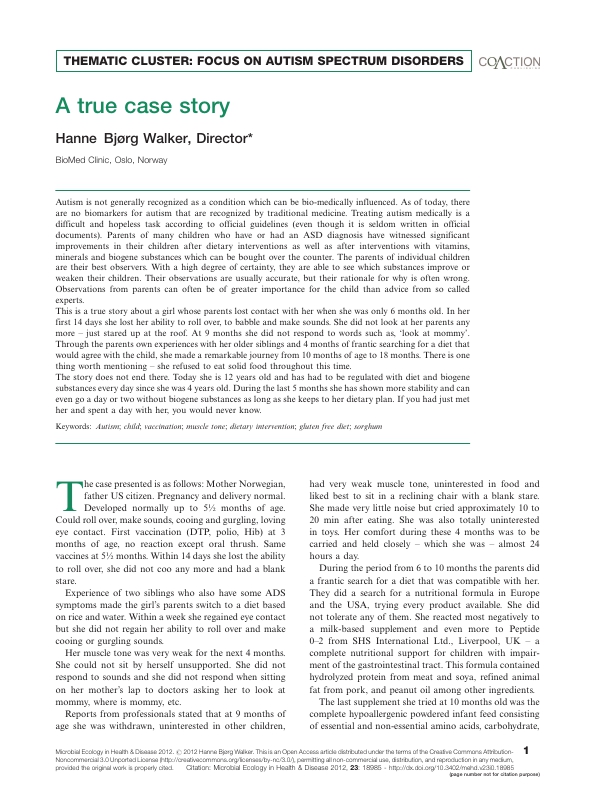 THEMATIC CLUSTER: FOCUS ON AUTISM SPECTRUM DISORDERS
COACTION
A true case story
Hanne Bjørg Walker, Director*
BioMed Clinic, Oslo, Norway
Autism is not generally recognized as a condition which can be bio-medically influenced. As of today, there
are no biomarkers for autism that are recognized by traditional medicine. Treating autism medically is a
difficult and hopeless task according to official guidelines (even though it is seldom written in official
documents). Parents of many children who have or had an ASD diagnosis have witnessed significant
improvements in their children after dietary interventions as well as after interventions with vitamins,
minerals and biogene substances which can be bought over the counter. The parents of individual children
are their best observers. With a high degree of certainty, they are able to see which substances improve or
weaken their children. Their observations are usually accurate, but their rationale for why is often wrong.
Observations from parents can often be of greater importance for the child than advice from so called
experts.
This is a true story about a girl whose parents lost contact with her when she was only 6 months old. In her
first 14 days she lost her ability to roll over, to babble and make sounds. She did not look at her parents any
more – just stared up at the roof. At 9 months she did not respond to words such as, 'look at mommy'.
Through the parents own experiences with her older siblings and 4 months of frantic searching for a diet that
would agree with the child, she made a remarkable journey from 10 months of age to 18 months. There is one
thing worth mentioning – she refused to eat solid food throughout this time.
The story does not end there. Today she is 12 years old and has had to be regulated with diet and biogene
substances every day since she was 4 years old. During the last 5 months she has shown more stability and can
even go a day or two without biogene substances as long as she keeps to her dietary plan. If you had just met
her and spent a day with her, you would never know.
Keywords: Autism; child; vaccination; muscle tone; dietary intervention; gluten free diet; sorghum
The case presented is as follows: Mother Norwegian,
father US citizen. Pregnancy and delivery normal.
Developed normally up to 5½ months of age.
Could roll over, make sounds, cooing and gurgling, loving
eye contact. First vaccination (DTP, polio, Hib) at 3
months of age, no reaction except oral thrush. Same
vaccines at 5½ months. Within 14 days she lost the ability
to roll over, she did not coo any more and had a blank
stare.
Experience of two siblings who also have some ADS
symptoms made the girl's parents switch to a diet based
on rice and water. Within a week she regained eye contact
but she did not regain her ability to roll over and make
cooing or gurgling sounds.
Her muscle tone was very weak for the next 4 months.
She could not sit by herself unsupported. She did not
respond to sounds and she did not respond when sitting
on her mother's lap to doctors asking her to look at
mommy, where is mommy, etc.
Reports from professionals stated that at 9 months of
age she was withdrawn, uninterested in other children,
had very weak muscle tone, uninterested in food and
liked best to sit in a reclining chair with a blank stare.
She made very little noise but cried approximately 10 to
20 min after eating. She was also totally uninterested
in toys. Her comfort during these 4 months was to be
carried and held closely – which she was – almost 24
hours a day.
During the period from 6 to 10 months the parents did
a frantic search for a diet that was compatible with her.
They did a search for a nutritional formula in Europe
and the USA, trying every product available. She did
not tolerate any of them. She reacted most negatively to
a milk-based supplement and even more to Peptide
0–2 from SHS International Ltd., Liverpool, UK – a
complete nutritional support for children with impair-
ment of the gastrointestinal tract. This formula contained
hydrolyzed protein from meat and soya, refined animal
fat from pork, and peanut oil among other ingredients.
The last supplement she tried at 10 months old was the
complete hypoallergenic powdered infant feed consisting
of essential and non-essential amino acids, carbohydrate,
Microbial Ecology in Health & Disease 2012. © 2012 Hanne Bjørg Walker. This is an Open Access article distributed under the terms of the Creative Commons Attribution-
Noncommercial 3.0 Unported License (http://creativecommons.org/licenses/by-nc/3.0/), permitting all non-commercial use, distribution, and reproduction in any medium,
provided the original work is properly cited. Citation: Microbial Ecology in Health & Disease 2012, 23: 18985 - http://dx.doi.org/10.3402/mehd.v23i0.18985
1
(page number not for citation purpose)